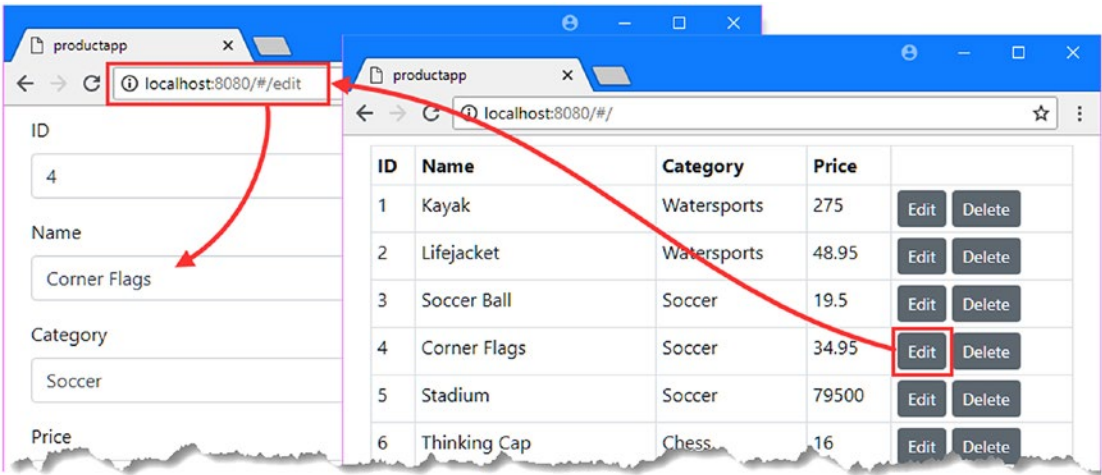 productapp
localhost:8080/#/edit
ID
4
Name
Corner Flags
Category
Soccer
Price
productapp
localhost:8080/#/
ID Name Category Price
1 Kayak Watersports 275 Edit Delete
2 Lifejacket Watersports 48.95 Edit Delete
3 Soccer Ball Soccer 19.5 Edit Delete
4 Corner Flags Soccer 34.95 Edit Delete
5 Stadium Soccer 79500 Edit Delete
6 Thinking Cap Chess 16 Edit Delete